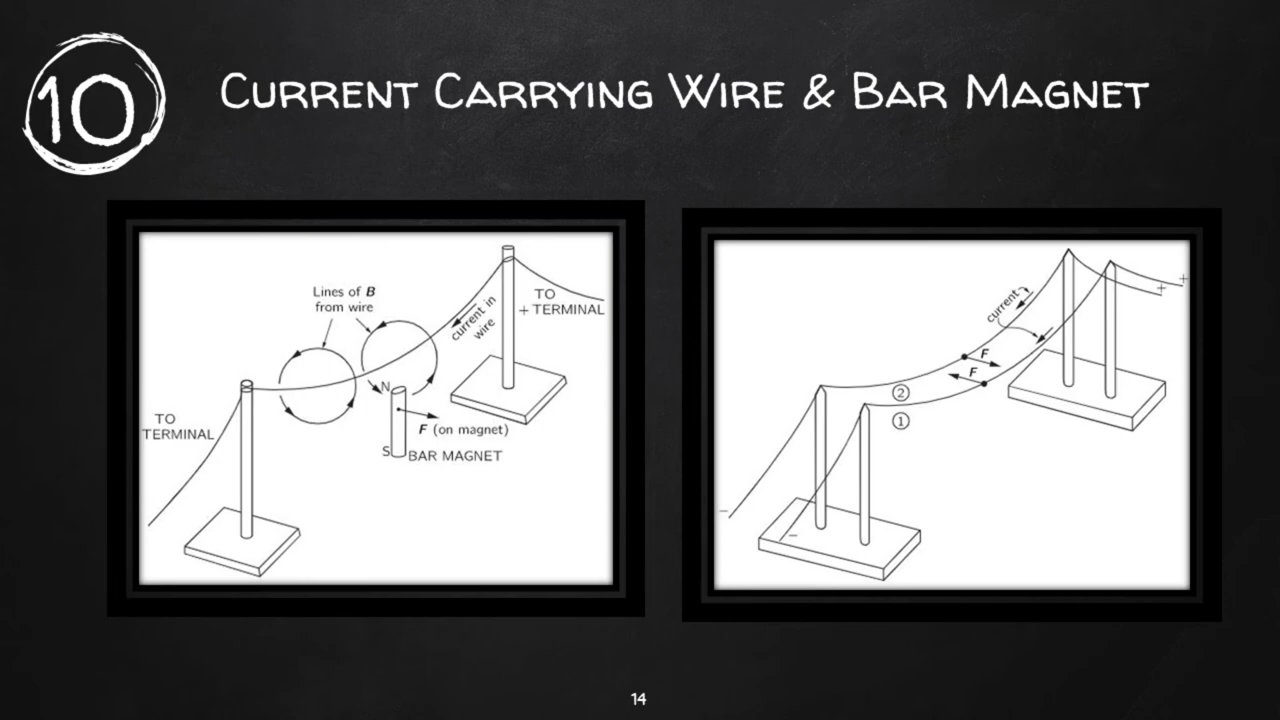 10
CURRENT CARRYING WIRE & BAR MAGNET
Lines of B
from wire
TO
+ TERMINAL
current in
wire
N
TO
TERMINAL
F (on magnet)
S
BAR MAGNET
+
+
current
F
F
2
1
−
−
14